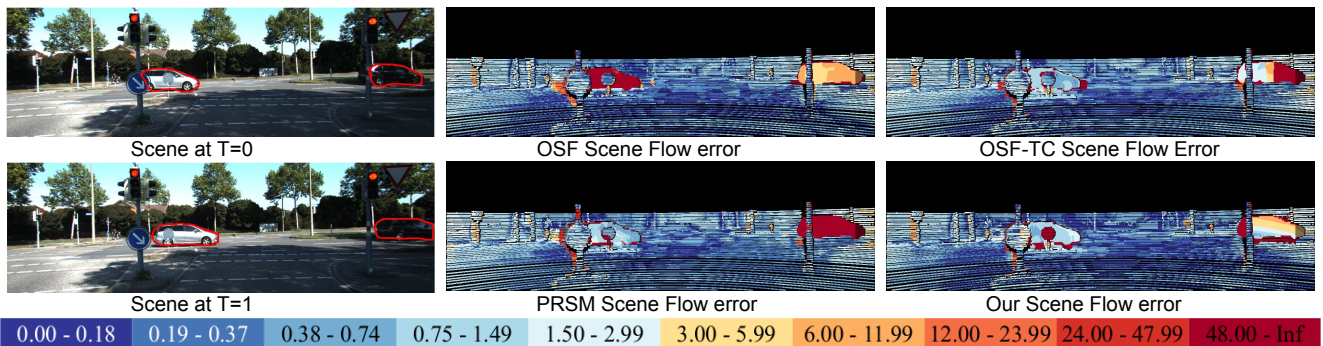 Scene at T=0
OSF Scene Flow error
OSF-TC Scene Flow Error
Scene at T=1
PRSM Scene Flow error
Our Scene Flow error
0.00 - 0.18 0.19 - 0.37 0.38 - 0.74 0.75 - 1.49 1.50 - 2.99 3.00 - 5.99 6.00 - 11.99 12.00 - 23.99 24.00 - 47.99 48.00 - Inf